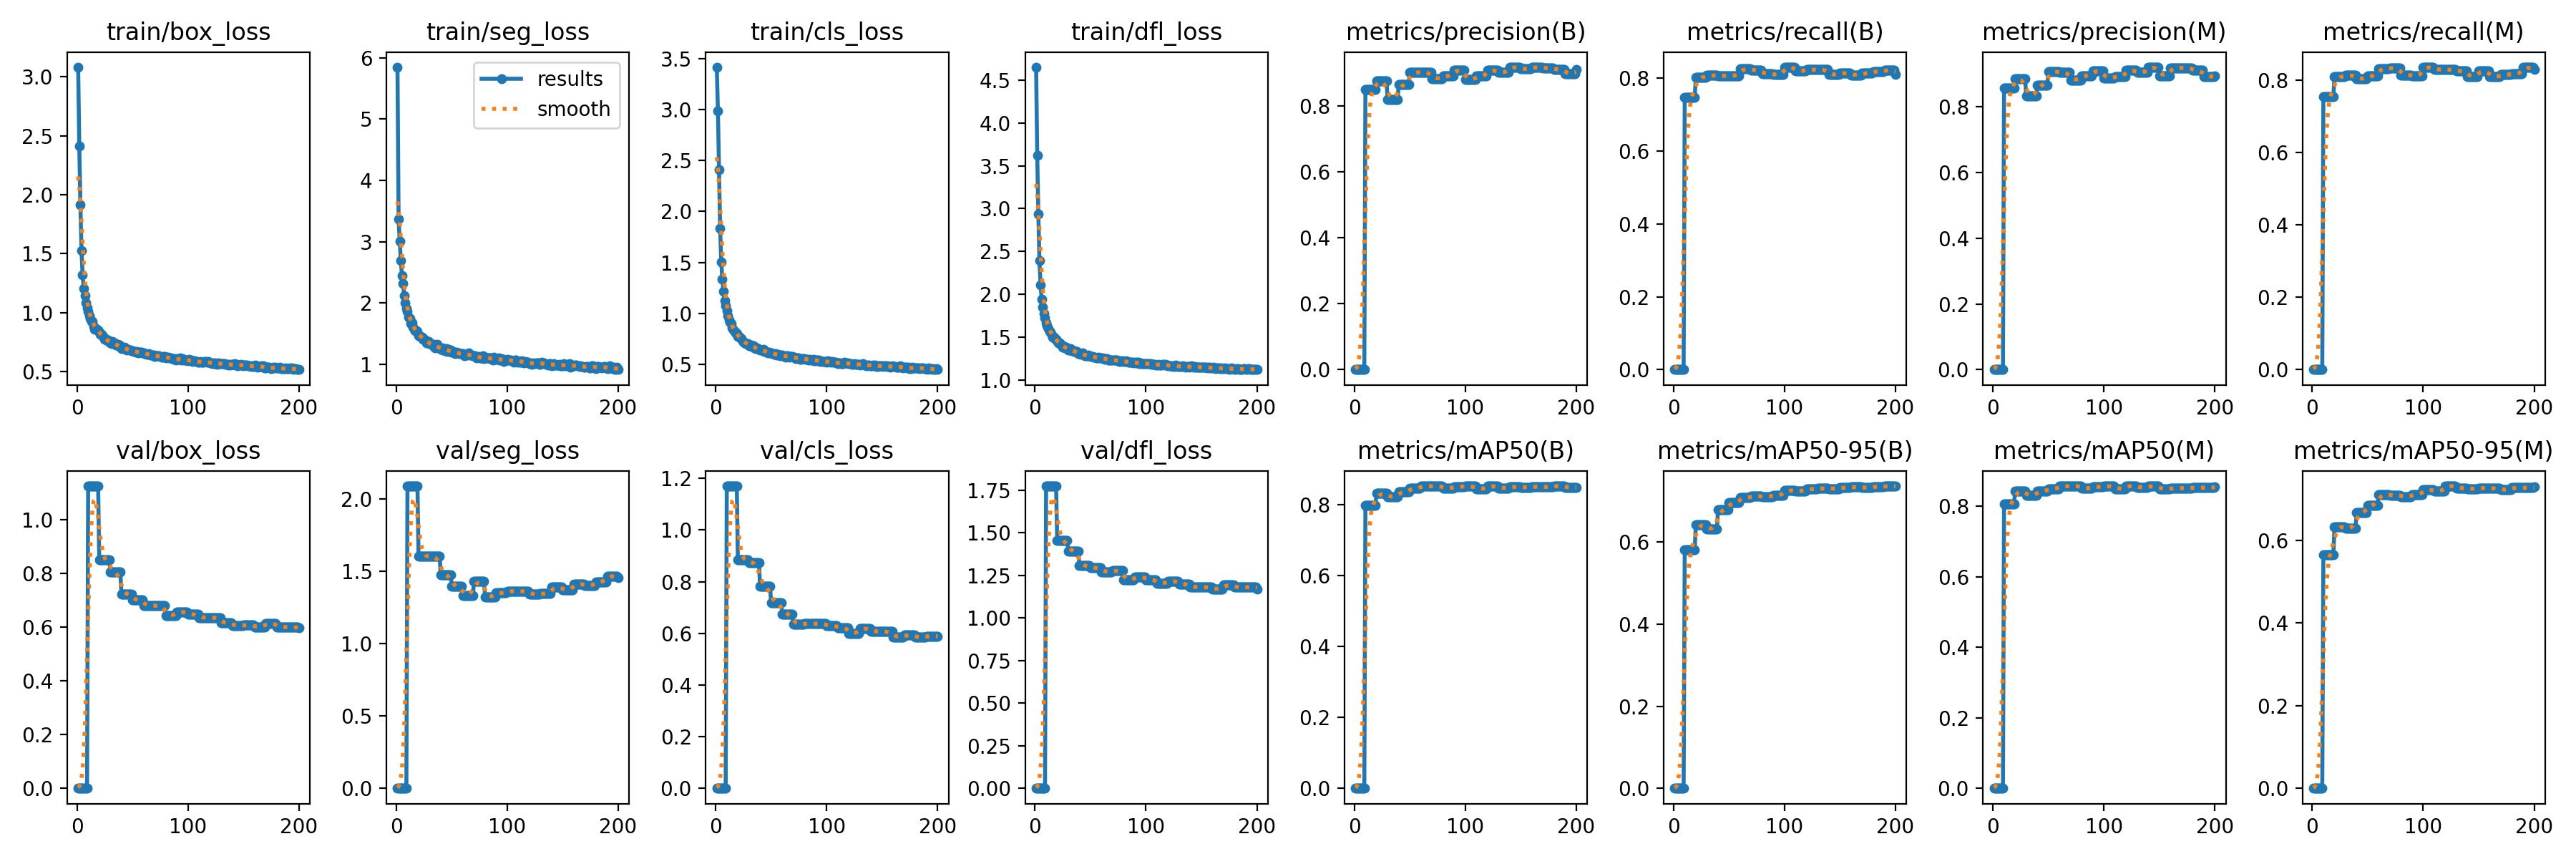 train/box_loss
3.0
2.5
2.0
1.5
1.0
0.5
0 100 200
train/seg_loss
6
5
4
3
2
1
0 100 200
results
smooth
train/cls_loss
3.5
3.0
2.5
2.0
1.5
1.0
0.5
0 100 200
train/dfl_loss
4.5
4.0
3.5
3.0
2.5
2.0
1.5
1.0
0 100 200
metrics/precision(B)
0.8
0.6
0.4
0.2
0.0
0 100 200
metrics/recall(B)
0.8
0.6
0.4
0.2
0.0
0 100 200
metrics/precision(M)
0.8
0.6
0.4
0.2
0.0
0 100 200
metrics/recall(M)
0.8
0.6
0.4
0.2
0.0
0 100 200
val/box_loss
1.0
0.8
0.6
0.4
0.2
0.0
0 100 200
val/seg_loss
2.0
1.5
1.0
0.5
0.0
0 100 200
val/cls_loss
1.2
1.0
0.8
0.6
0.4
0.2
0.0
0 100 200
val/dfl_loss
1.75
1.50
1.25
1.00
0.75
0.50
0.25
0.00
0 100 200
metrics/mAP50(B)
0.8
0.6
0.4
0.2
0.0
0 100 200
metrics/mAP50-95(B)
0.6
0.4
0.2
0.0
0 100 200
metrics/mAP50(M)
0.8
0.6
0.4
0.2
0.0
0 100 200
metrics/mAP50-95(M)
0.6
0.4
0.2
0.0
0 100 200